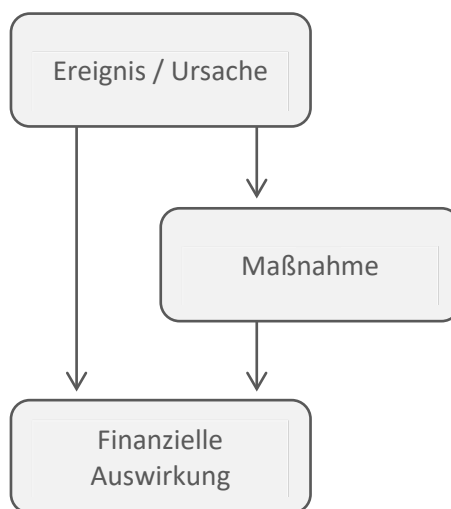 Ereignis / Ursache
Maßnahme
Finanzielle
Auswirkung